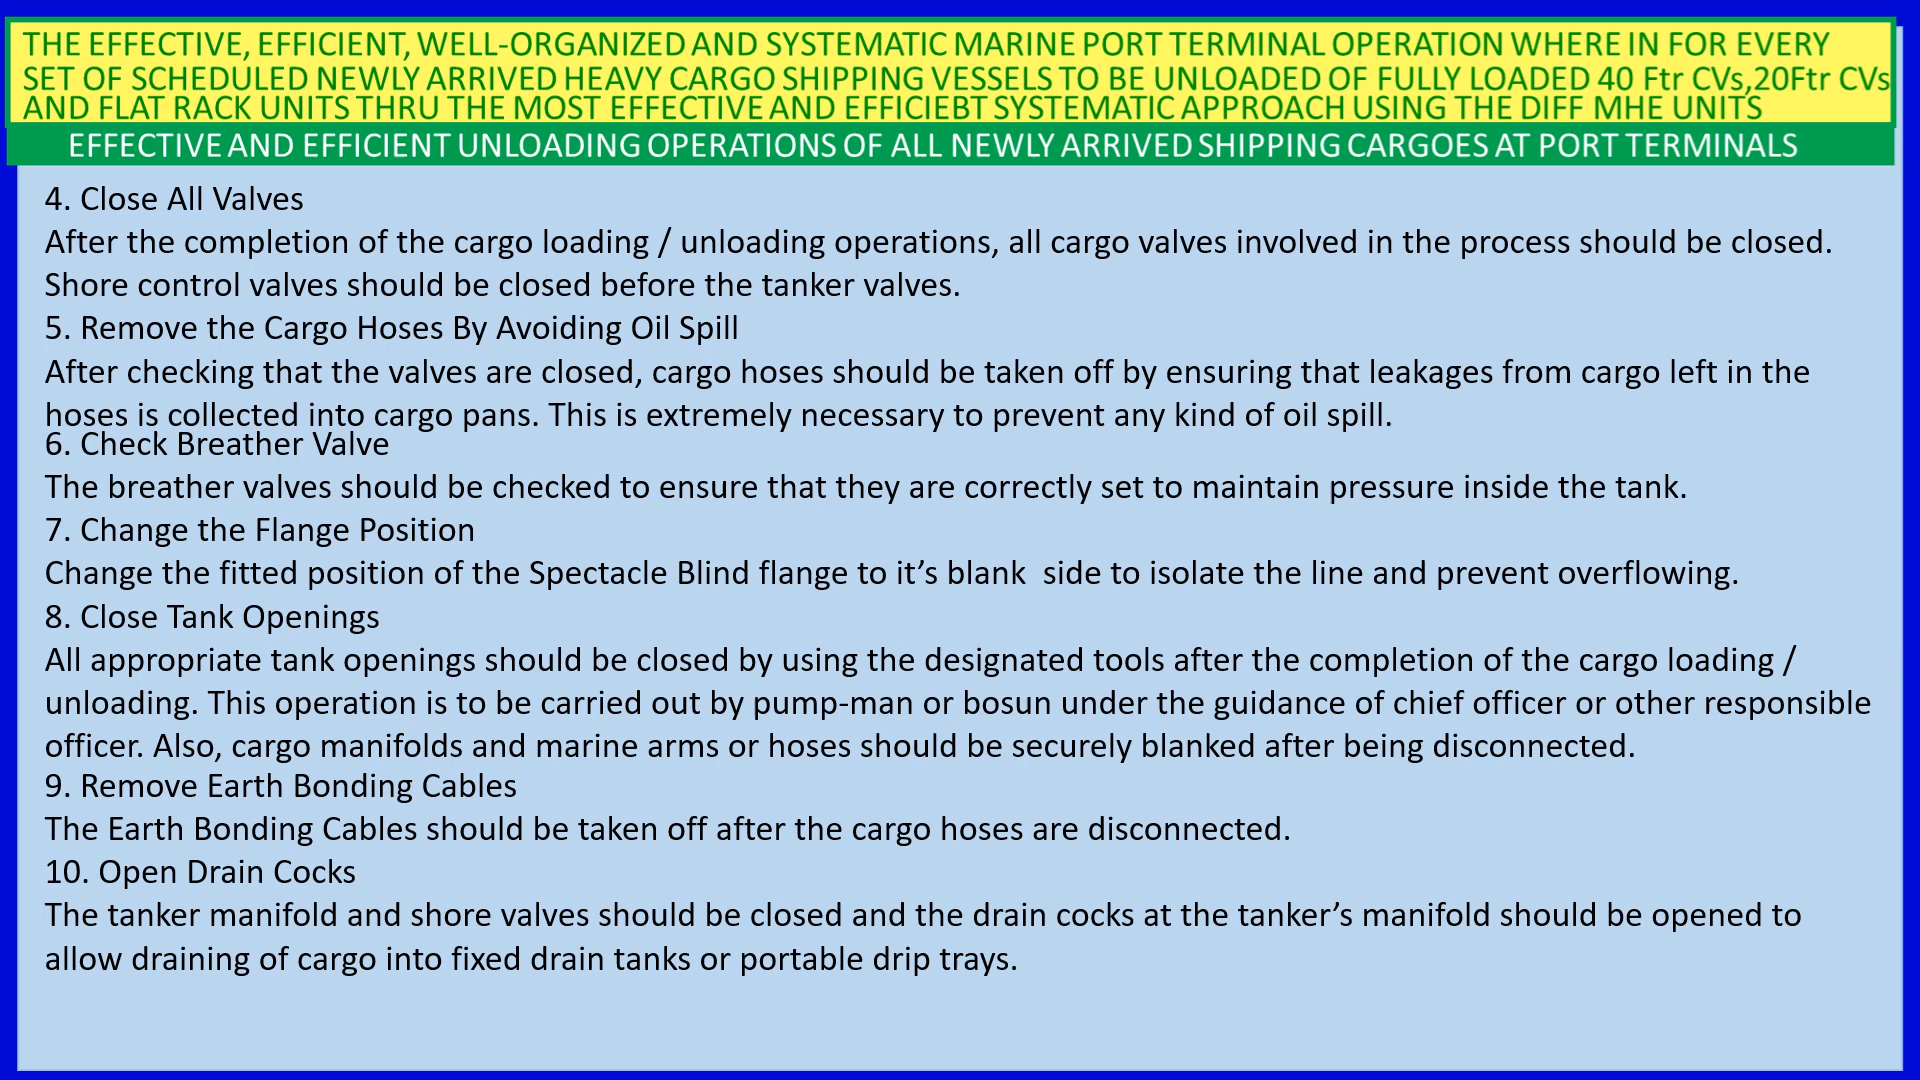 THE EFFECTIVE, EFFICIENT, WELL-ORGANIZED AND SYSTEMATIC MARINE PORT TERMINAL OPERATION WHERE IN FOR EVERY
SET OF SCHEDULED NEWLY ARRIVED HEAVY CARGO SHIPPING VESSELS TO BE UNLOADED OF FULLY LOADED 40 Ftr CVs,20Ftr CVs
AND FLAT RACK UNITS THRU THE MOST EFFECTIVE AND EFFICIEBT SYSTEMATIC APPROACH USING THE DIFF MHE UNITS
EFFECTIVE AND EFFICIENT UNLOADING OPERATIONS OF ALL NEWLY ARRIVED SHIPPING CARGOES AT PORT TERMINALS
4. Close All Valves
After the completion of the cargo loading / unloading operations, all cargo valves involved in the process should be closed.
Shore control valves should be closed before the tanker valves.
5. Remove the Cargo Hoses By Avoiding Oil Spill
After checking that the valves are closed, cargo hoses should be taken off by ensuring that leakages from cargo left in the
hoses is collected into cargo pans. This is extremely necessary to prevent any kind of oil spill.
6. Check Breather Valve
The breather valves should be checked to ensure that they are correctly set to maintain pressure inside the tank.
7. Change the Flange Position
Change the fitted position of the Spectacle Blind flange to it’s blank  side to isolate the line and prevent overflowing.
8. Close Tank Openings
All appropriate tank openings should be closed by using the designated tools after the completion of the cargo loading /
unloading. This operation is to be carried out by pump-man or bosun under the guidance of chief officer or other responsible
officer. Also, cargo manifolds and marine arms or hoses should be securely blanked after being disconnected.
9. Remove Earth Bonding Cables
The Earth Bonding Cables should be taken off after the cargo hoses are disconnected.
10. Open Drain Cocks
The tanker manifold and shore valves should be closed and the drain cocks at the tanker’s manifold should be opened to
allow draining of cargo into fixed drain tanks or portable drip trays.